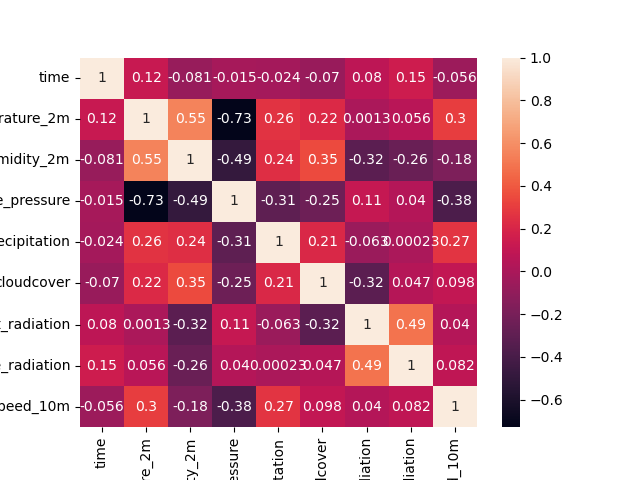 time 1 0.12 -0.081 -0.015 -0.024 -0.07 0.08 0.15 -0.056
rature_2m 0.12 1 0.55 -0.73 0.26 0.22 0.0013 0.056 0.3
midity_2m -0.081 0.55 1 -0.49 0.24 0.35 -0.32 -0.26 -0.18
e_pressure -0.015 -0.73 -0.49 1 -0.31 -0.25 0.11 0.04 -0.38
ecipitation -0.024 0.26 0.24 -0.31 1 0.21 -0.063 0.00023 0.27
cloudcover -0.07 0.22 0.35 -0.25 0.21 1 -0.32 0.047 0.098
_radiation 0.08 0.0013 -0.32 0.11 -0.063 -0.32 1 0.49 0.04
e_radiation 0.15 0.056 -0.26 0.04 0.00023 0.047 0.49 1 0.082
peed_10m -0.056 0.3 -0.18 -0.38 0.27 0.098 0.04 0.082 1
time
re_2m
ty_2m
essure
tation
dcover
diation
diation
d_10m
1.0
0.8
0.6
0.4
0.2
0.0
−0.2
−0.4
−0.6